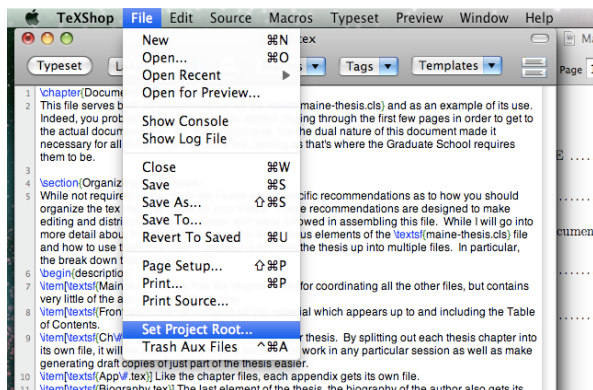 TeXShop File Edit Source Macros Typeset Preview Window Help
.tex
Typeset L s Tags Templates Page
New ⌘N
Open... ⌘O
Open Recent ▶
Open for Preview...
Show Console
Show Log File
Close ⌘W
Save ⌘S
Save As... ⇧⌘S
Save To...
Revert To Saved ⌘U
Page Setup... ⇧⌘P
Print... ⌘P
Print Source...
Set Project Root...
Trash Aux Files ^⌘A
1 \chapter{Docume
2 This file serves b maine-thesis.cls} and as an example of its use.
Indeed, you prob ing through the first few pages in order to get to
the actual docum he dual nature of this document made it
necessary for all s that's where the Graduate School requires
them to be.
3
4 \section{Organiz
5 While not require cific recommendations as to how you should
organize the tex e recommendations are designed to make
editing and distri owed in assembling this file. While I will go into
more detail abou us elements of the \textsf{maine-thesis.cls} file
and how to use t the thesis up into multiple files. In particular,
the break down t
6 \begin{descriptio
7 \item[\textsf{Main for coordinating all the other files, but contains
very little of the a
8 \item[\textsf{Fron ial which appears up to and including the Table
of Contents.
9 \item[\textsf{Ch\# r thesis. By splitting out each thesis chapter into
its own file, it will work in any particular session as well as make
generating draft copies of just part of the thesis easier.
10 \item[\textsf{App\#.tex}] Like the chapter files, each appendix gets its own file.
11 \item[\textsf{Biography.tex}] The last element of the thesis, the biography of the author also gets its